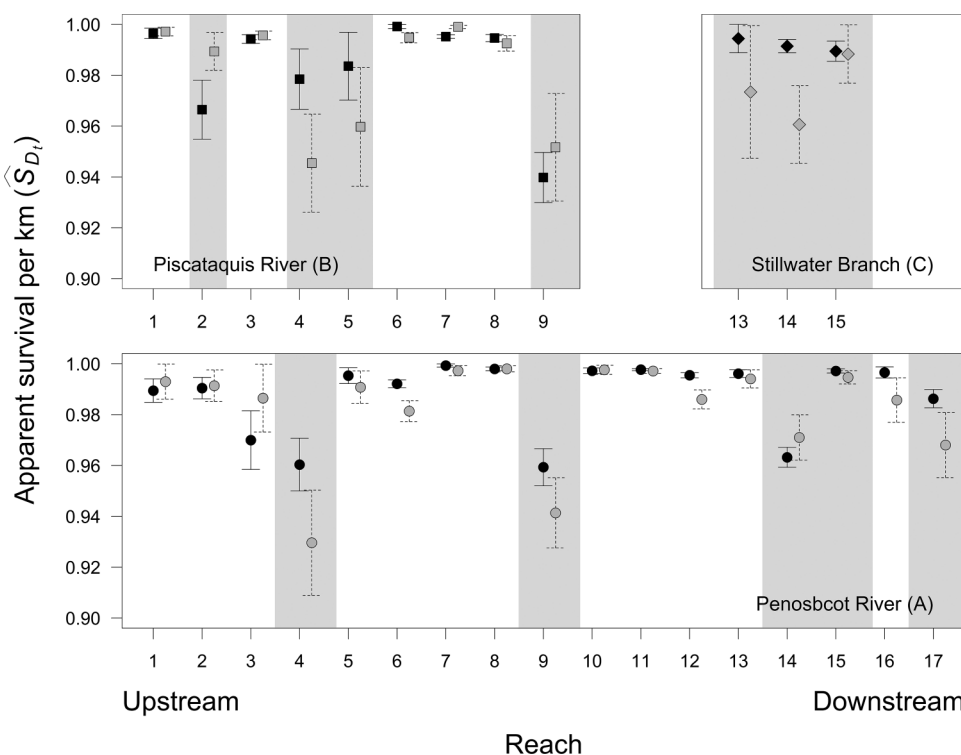 Apparent survival per km (ŜDt)
1.00
0.98
0.96
0.94
0.92
0.90
Piscataquis River (B)
1 2 3 4 5 6 7 8 9
Stillwater Branch (C)
13 14 15
1.00
0.98
0.96
0.94
0.92
0.90
Penosbcot River (A)
1 2 3 4 5 6 7 8 9 10 11 12 13 14 15 16 17
Upstream Downstream
Reach